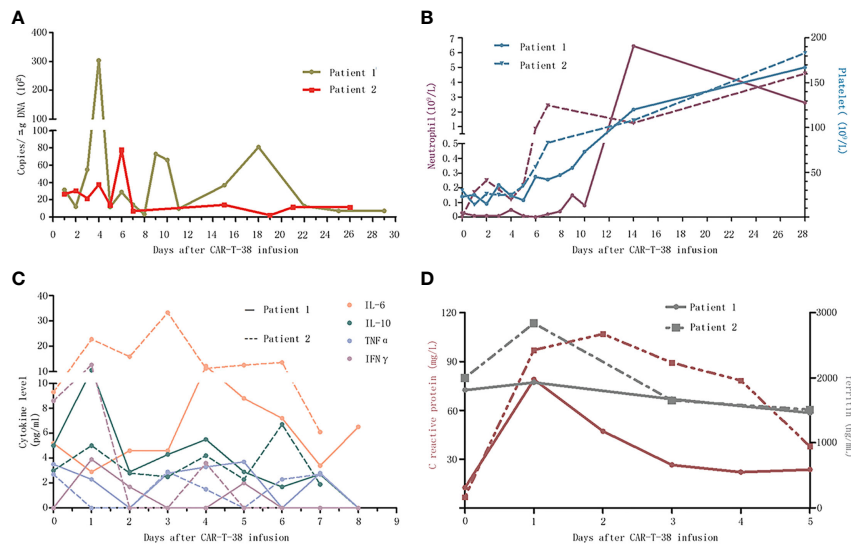 A
400
300
200
100
100
80
60
40
20
0
Copies/ μg DNA (10²)
Patient 1
Patient 2
0 2 4 6 8 10 12 14 16 18 20 22 24 26 28 30
Days after CAR-T-38 infusion
B
7
6
5
4
3
2
1
0.5
0.4
0.3
0.2
0.1
0
Neutrophil(10⁹/L)
Patient 1
Patient 2
200
150
100
50
Platelet( (10⁹/L)
0 2 4 6 8 10 12 14 16 18 20 22 24 26 28
Days after CAR-T-38 infusion
C
40
30
20
10
10
8
6
4
2
0
Cytokine level
(pg/ml)
Patient 1
Patient 2
IL-6
IL-10
TNF α
IFN γ
0 1 2 3 4 5 6 7 8 9
Days after CAR-T-38 infusion
D
120
90
60
30
C reactive protein (mg/L)
Patient 1
Patient 2
3000
2000
1000
0
0 1 2 3 4 5
Days after CAR-T-38 infusion